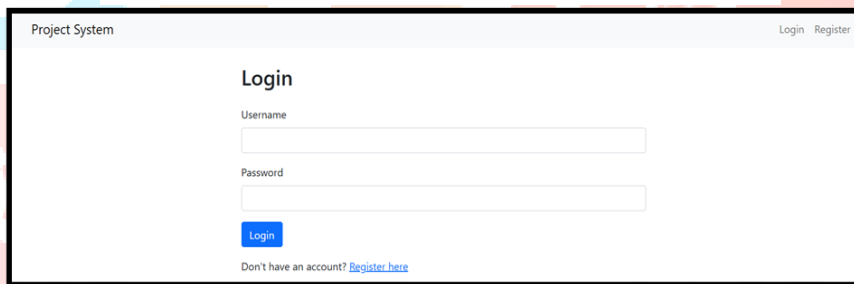 Project System
Login Register
Login
Username
Password
Login
Don't have an account? Register here